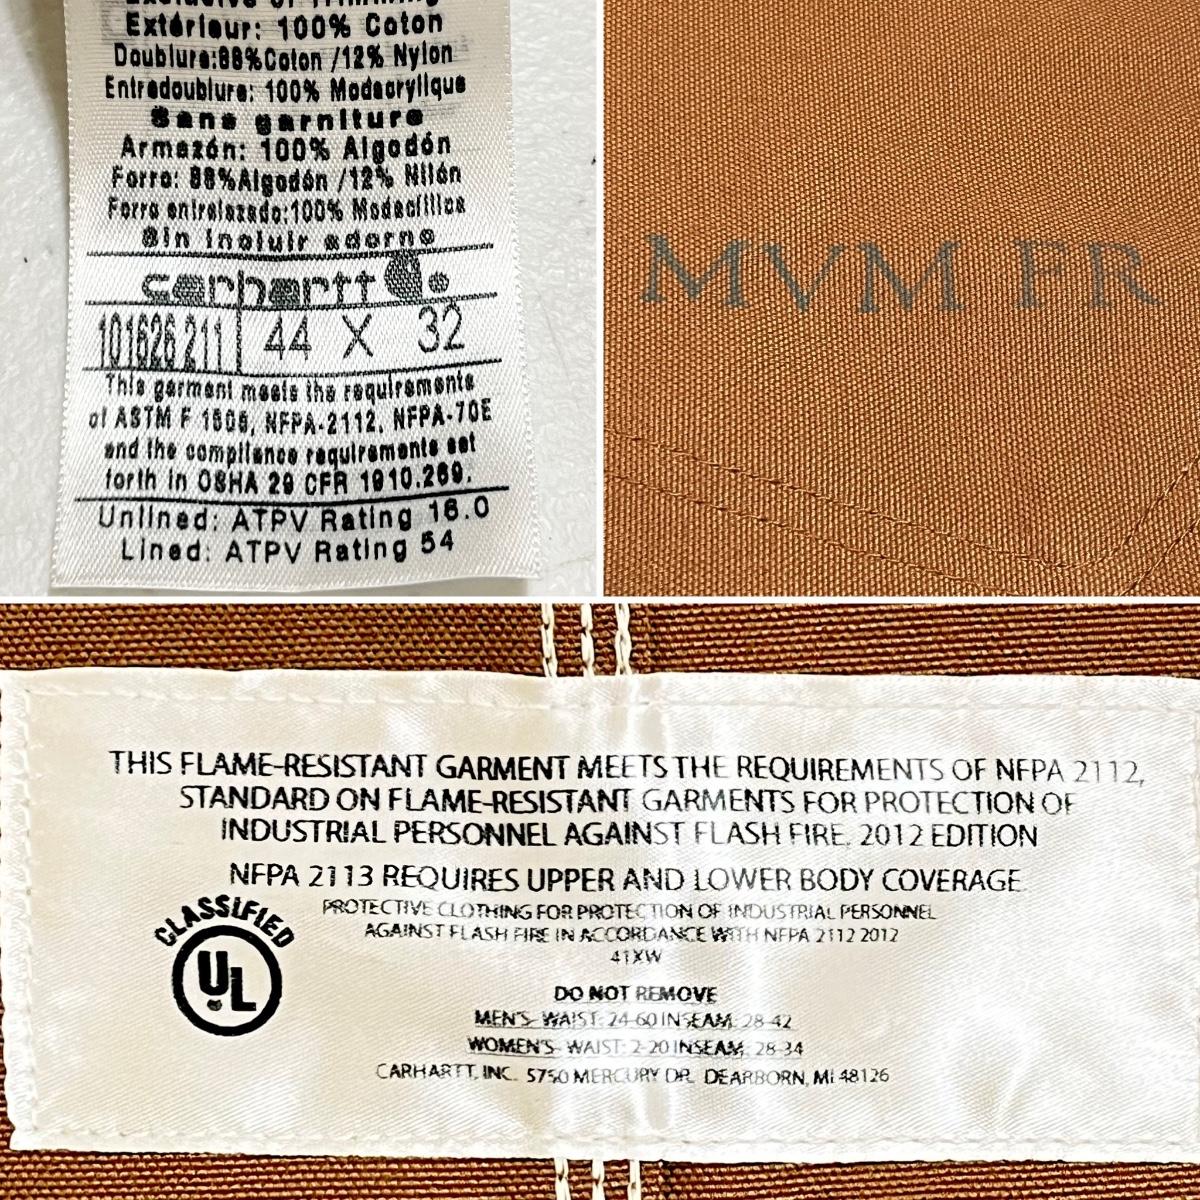 Exclusive of Trimming
Extérieur: 100% Coton
Doublure:88%Coton /12% Nylon
Entredoublure: 100% Modacrylique
Sans garniture
Armazón: 100% Algodón
Forro: 88%Algodón /12% Nilón
Forro entrelazado:100% Modacrílica
Sin incluir adorno
carhartt
101626 211 44 X 32
This garment meets the requirements
of ASTM F 1506, NFPA-2112, NFPA-70E
and the compliance requirements set
forth in OSHA 29 CFR 1910.269.
Unlined: ATPV Rating 16.0
Lined: ATPV Rating 54
MVM FR
THIS FLAME-RESISTANT GARMENT MEETS THE REQUIREMENTS OF NFPA 2112,
STANDARD ON FLAME-RESISTANT GARMENTS FOR PROTECTION OF
INDUSTRIAL PERSONNEL AGAINST FLASH FIRE, 2012 EDITION
NFPA 2113 REQUIRES UPPER AND LOWER BODY COVERAGE
CLASSIFIED
UL
PROTECTIVE CLOTHING FOR PROTECTION OF INDUSTRIAL PERSONNEL
AGAINST FLASH FIRE IN ACCORDANCE WITH NFPA 2112 2012
41XW
DO NOT REMOVE
MEN'S- WAIST: 24-60 INSEAM: 28-42
WOMEN'S- WAIST: 2-20 INSEAM: 28-34
CARHARTT, INC. 5750 MERCURY DR. DEARBORN, MI 48126